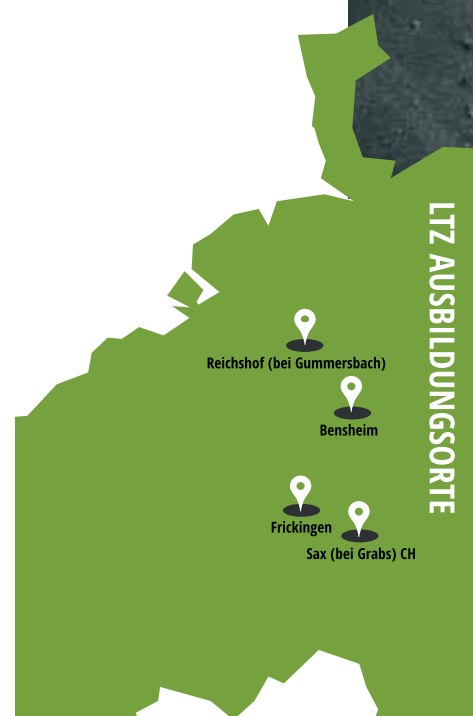 LTZ AUSBILDUNGSORTE
Reichshof (bei Gummersbach)
Bensheim
Frickingen
Sax (bei Grabs) CH